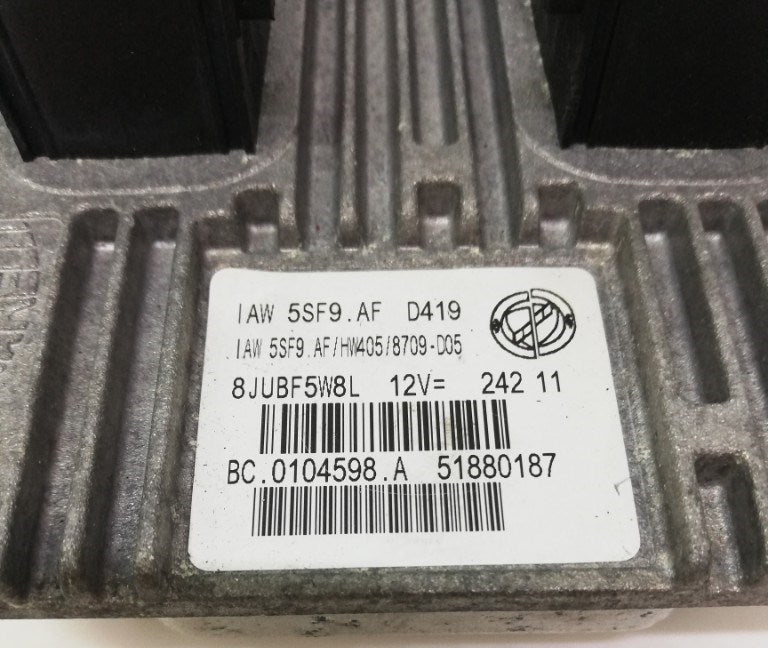 IAW 5SF9.AF D419
IAW 5SF9.AF/HW405/8709-D05
8JUBF5W8L 12V= 242 11
BC.0104598.A 51880187